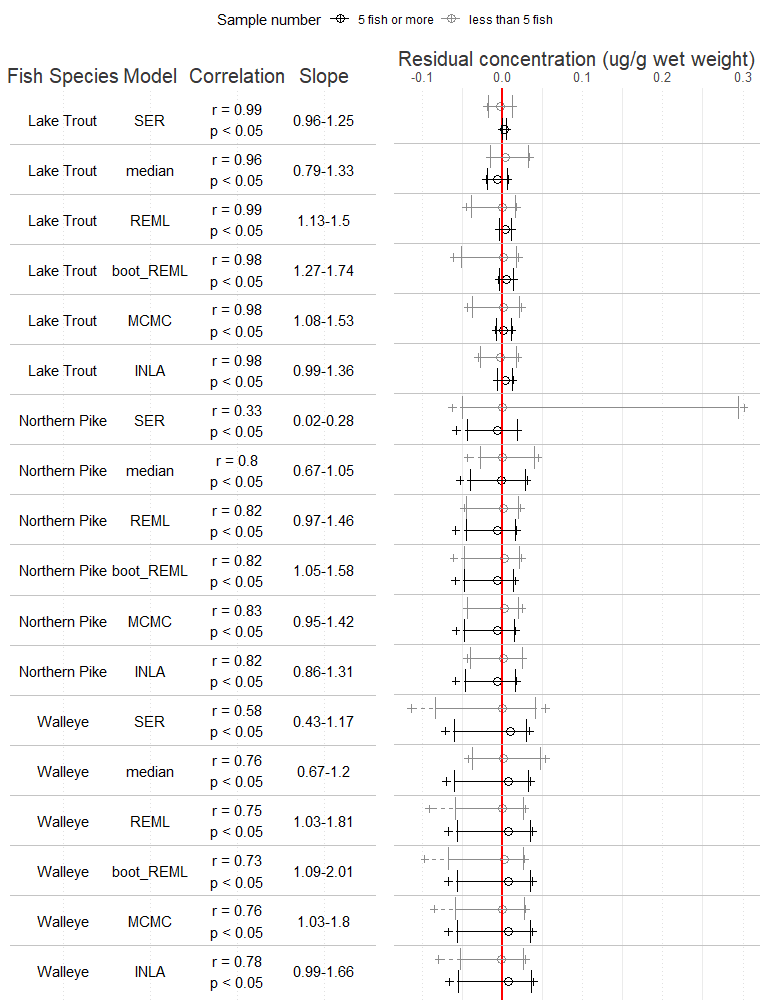 Sample number 5 fish or more less than 5 fish
Residual concentration (ug/g wet weight)
Fish Species Model Correlation Slope
-0.1 0.0 0.1 0.2 0.3
Lake Trout SER r = 0.99 0.96-1.25
p < 0.05
Lake Trout median r = 0.96 0.79-1.33
p < 0.05
Lake Trout REML r = 0.99 1.13-1.5
p < 0.05
Lake Trout boot_REML r = 0.98 1.27-1.74
p < 0.05
Lake Trout MCMC r = 0.98 1.08-1.53
p < 0.05
Lake Trout INLA r = 0.98 0.99-1.36
p < 0.05
Northern Pike SER r = 0.33 0.02-0.28
p < 0.05
Northern Pike median r = 0.8 0.67-1.05
p < 0.05
Northern Pike REML r = 0.82 0.97-1.46
p < 0.05
Northern Pike boot_REML r = 0.82 1.05-1.58
p < 0.05
Northern Pike MCMC r = 0.83 0.95-1.42
p < 0.05
Northern Pike INLA r = 0.82 0.86-1.31
p < 0.05
Walleye SER r = 0.58 0.43-1.17
p < 0.05
Walleye median r = 0.76 0.67-1.2
p < 0.05
Walleye REML r = 0.75 1.03-1.81
p < 0.05
Walleye boot_REML r = 0.73 1.09-2.01
p < 0.05
Walleye MCMC r = 0.76 1.03-1.8
p < 0.05
Walleye INLA r = 0.78 0.99-1.66
p < 0.05